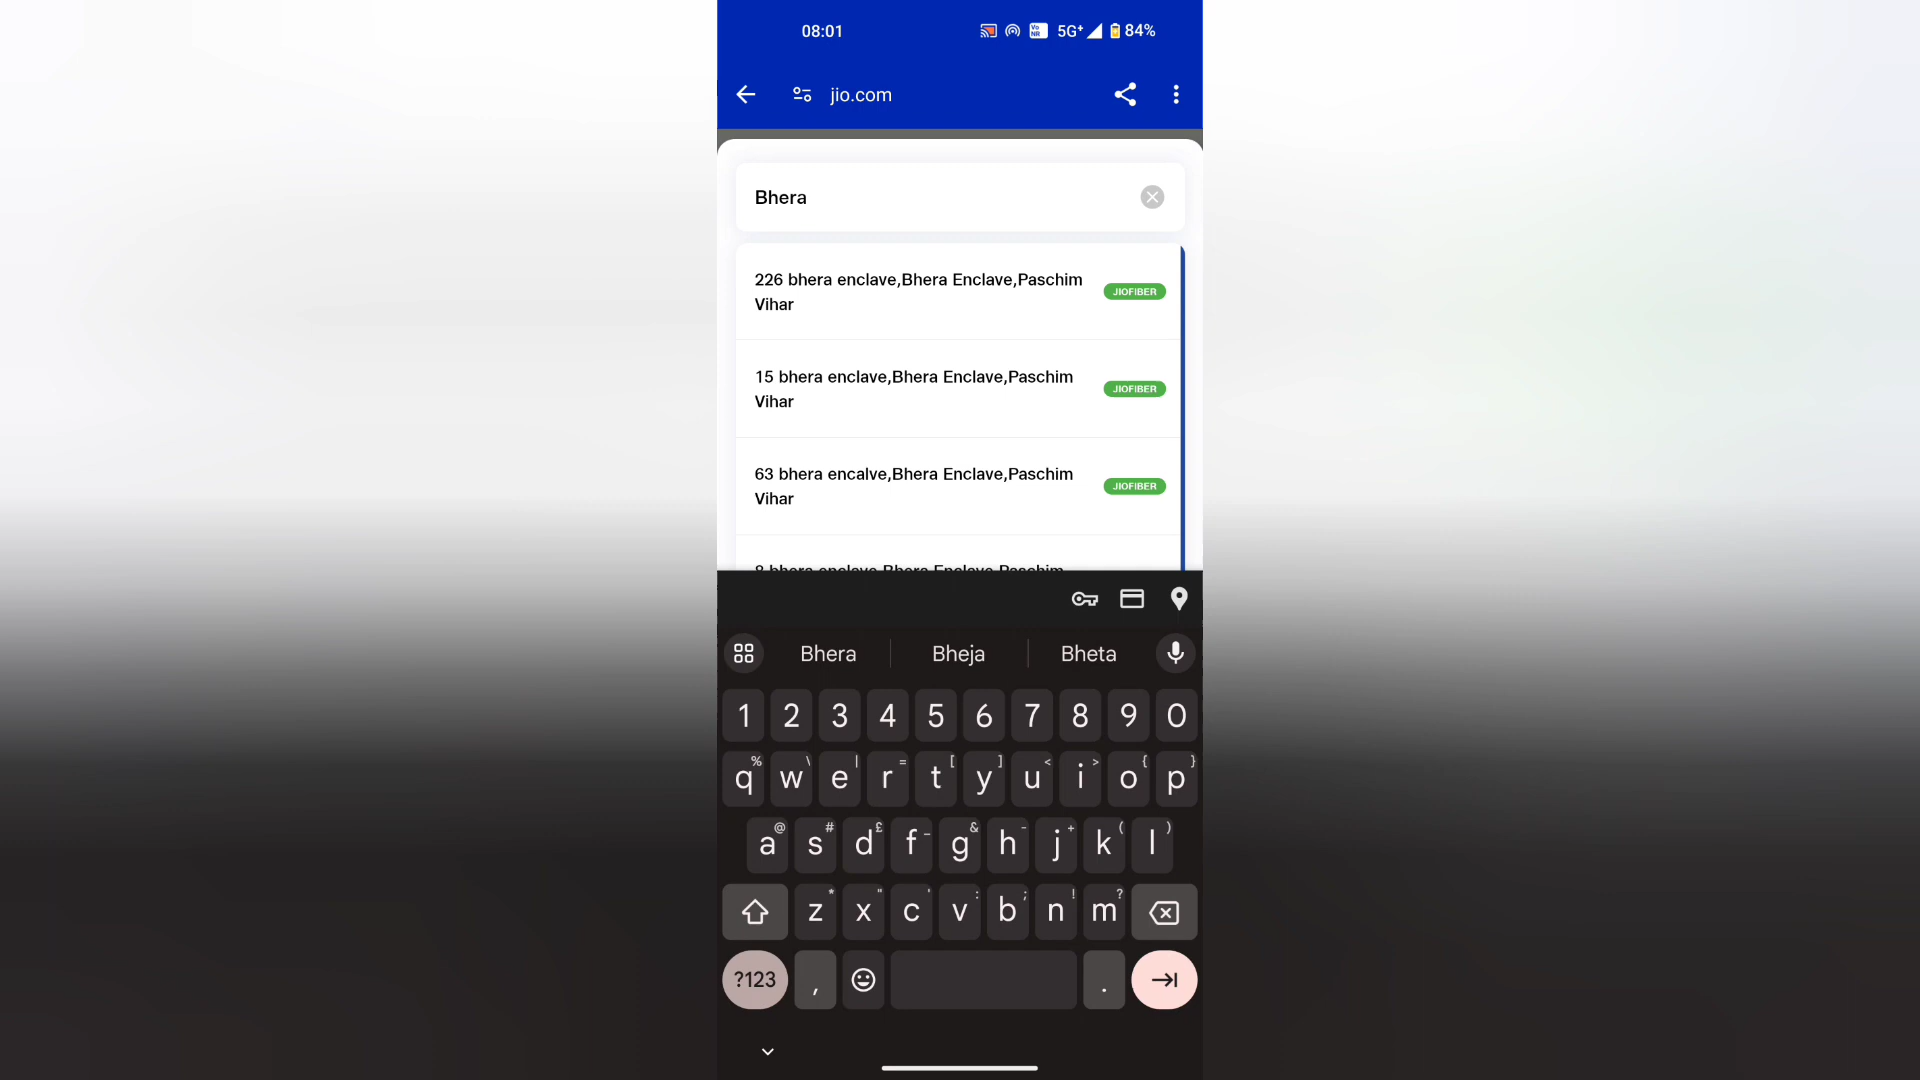 08:01
Vo
NR
5G+
84%
jio.com
Bhera
226 bhera enclave,Bhera Enclave,Paschim
Vihar
JIOFIBER
15 bhera enclave,Bhera Enclave,Paschim
Vihar
JIOFIBER
63 bhera encalve,Bhera Enclave,Paschim
Vihar
JIOFIBER
8 bhera enclave,Bhera Enclave,Paschim
Bhera
Bheja
Bheta
1 2 3 4 5 6 7 8 9 0
% \ | = [ ] < > { }
q w e r t y u i o p
@ # £ _ & - + ( )
a s d f g h j k l
* " ' : ; ! ?
z x c v b n m
?123 , .